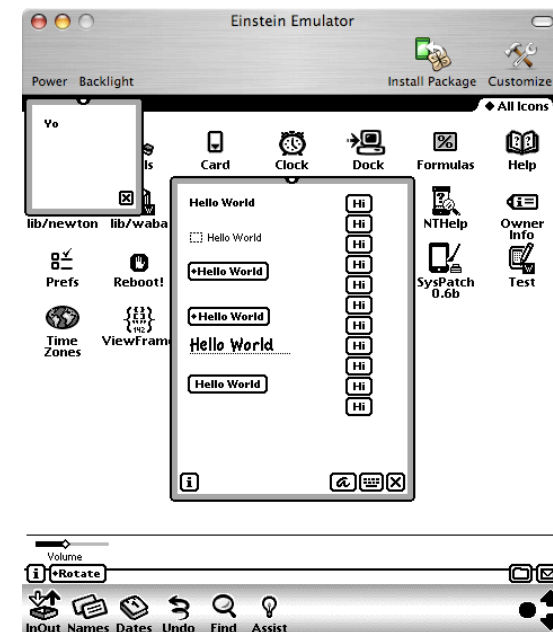 Einstein Emulator
Power Backlight Install Package Customize
◆ All Icons
Yo
Card Clock Dock Formulas Help
lib/newton lib/waba
NTHelp Owner Info
Prefs Reboot! SysPatch 0.6b Test
Time Zones ViewFram
Hello World
Hello World
◆Hello World
◆Hello World
Hello World
Hello World
Hi
Hi
Hi
Hi
Hi
Hi
Hi
Hi
Hi
Hi
Hi
Volume
◆Rotate
InOut Names Dates Undo Find Assist